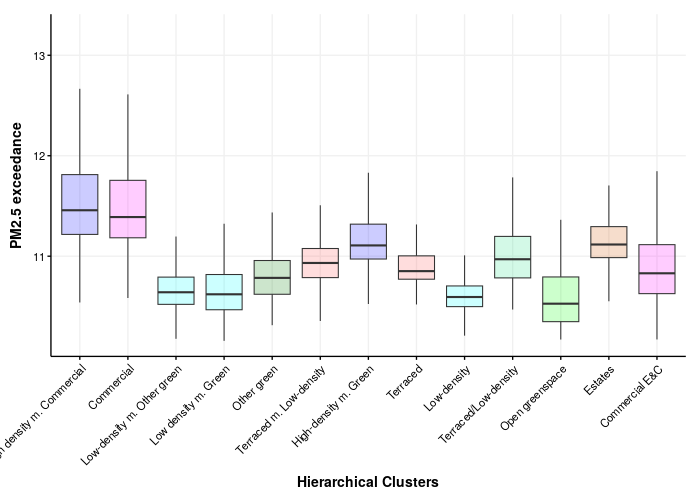 PM2.5 exceedance
13
12
11
density m. Commercial
Commercial
Low-density m. Other green
Low density m. Green
Other green
Terraced m. Low-density
High-density m. Green
Terraced
Low-density
Terraced/Low-density
Open greenspace
Estates
Commercial E&C
Hierarchical Clusters